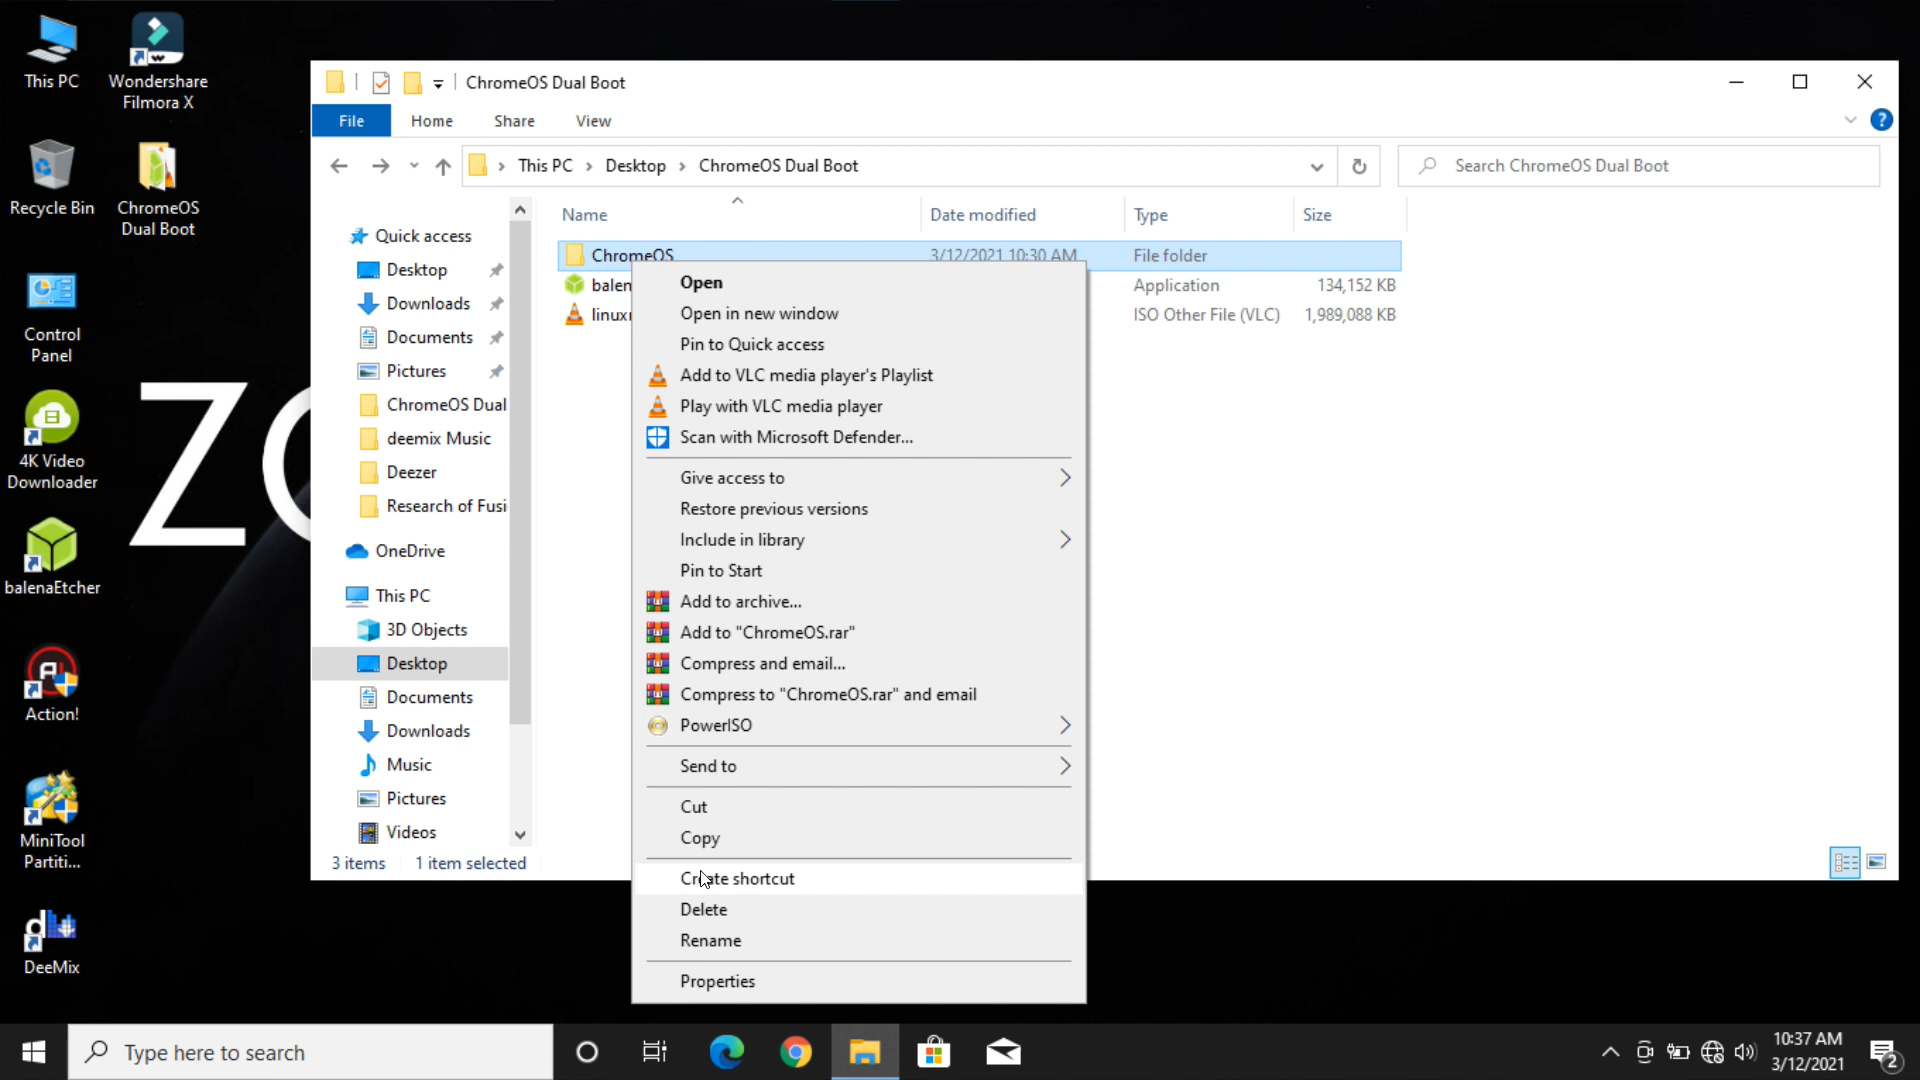 This PC
Wondershare
Filmora X
Recycle Bin
ChromeOS
Dual Boot
Control
Panel
4K Video
Downloader
balenaEtcher
Action!
MiniTool
Partiti...
DeeMix
ChromeOS Dual Boot
File
Home
Share
View
This PC
Desktop
ChromeOS Dual Boot
Search ChromeOS Dual Boot
Quick access
Desktop
Downloads
Documents
Pictures
ChromeOS Dual
deemix Music
Deezer
Research of Fusi
OneDrive
This PC
3D Objects
Desktop
Documents
Downloads
Music
Pictures
Videos
3 items
1 item selected
Name
Date modified
Type
Size
ChromeOS
3/12/2021 10:30 AM
File folder
balen
Application
134,152 KB
ISO Other File (VLC)
1,989,088 KB
Open
Open in new window
Pin to Quick access
Add to VLC media player's Playlist
Play with VLC media player
Scan with Microsoft Defender...
Give access to
Restore previous versions
Include in library
Pin to Start
Add to archive...
Add to "ChromeOS.rar"
Compress and email...
Compress to "ChromeOS.rar" and email
PowerISO
Send to
Cut
Copy
Create shortcut
Delete
Rename
Properties
Type here to search
10:37 AM
3/12/2021
2